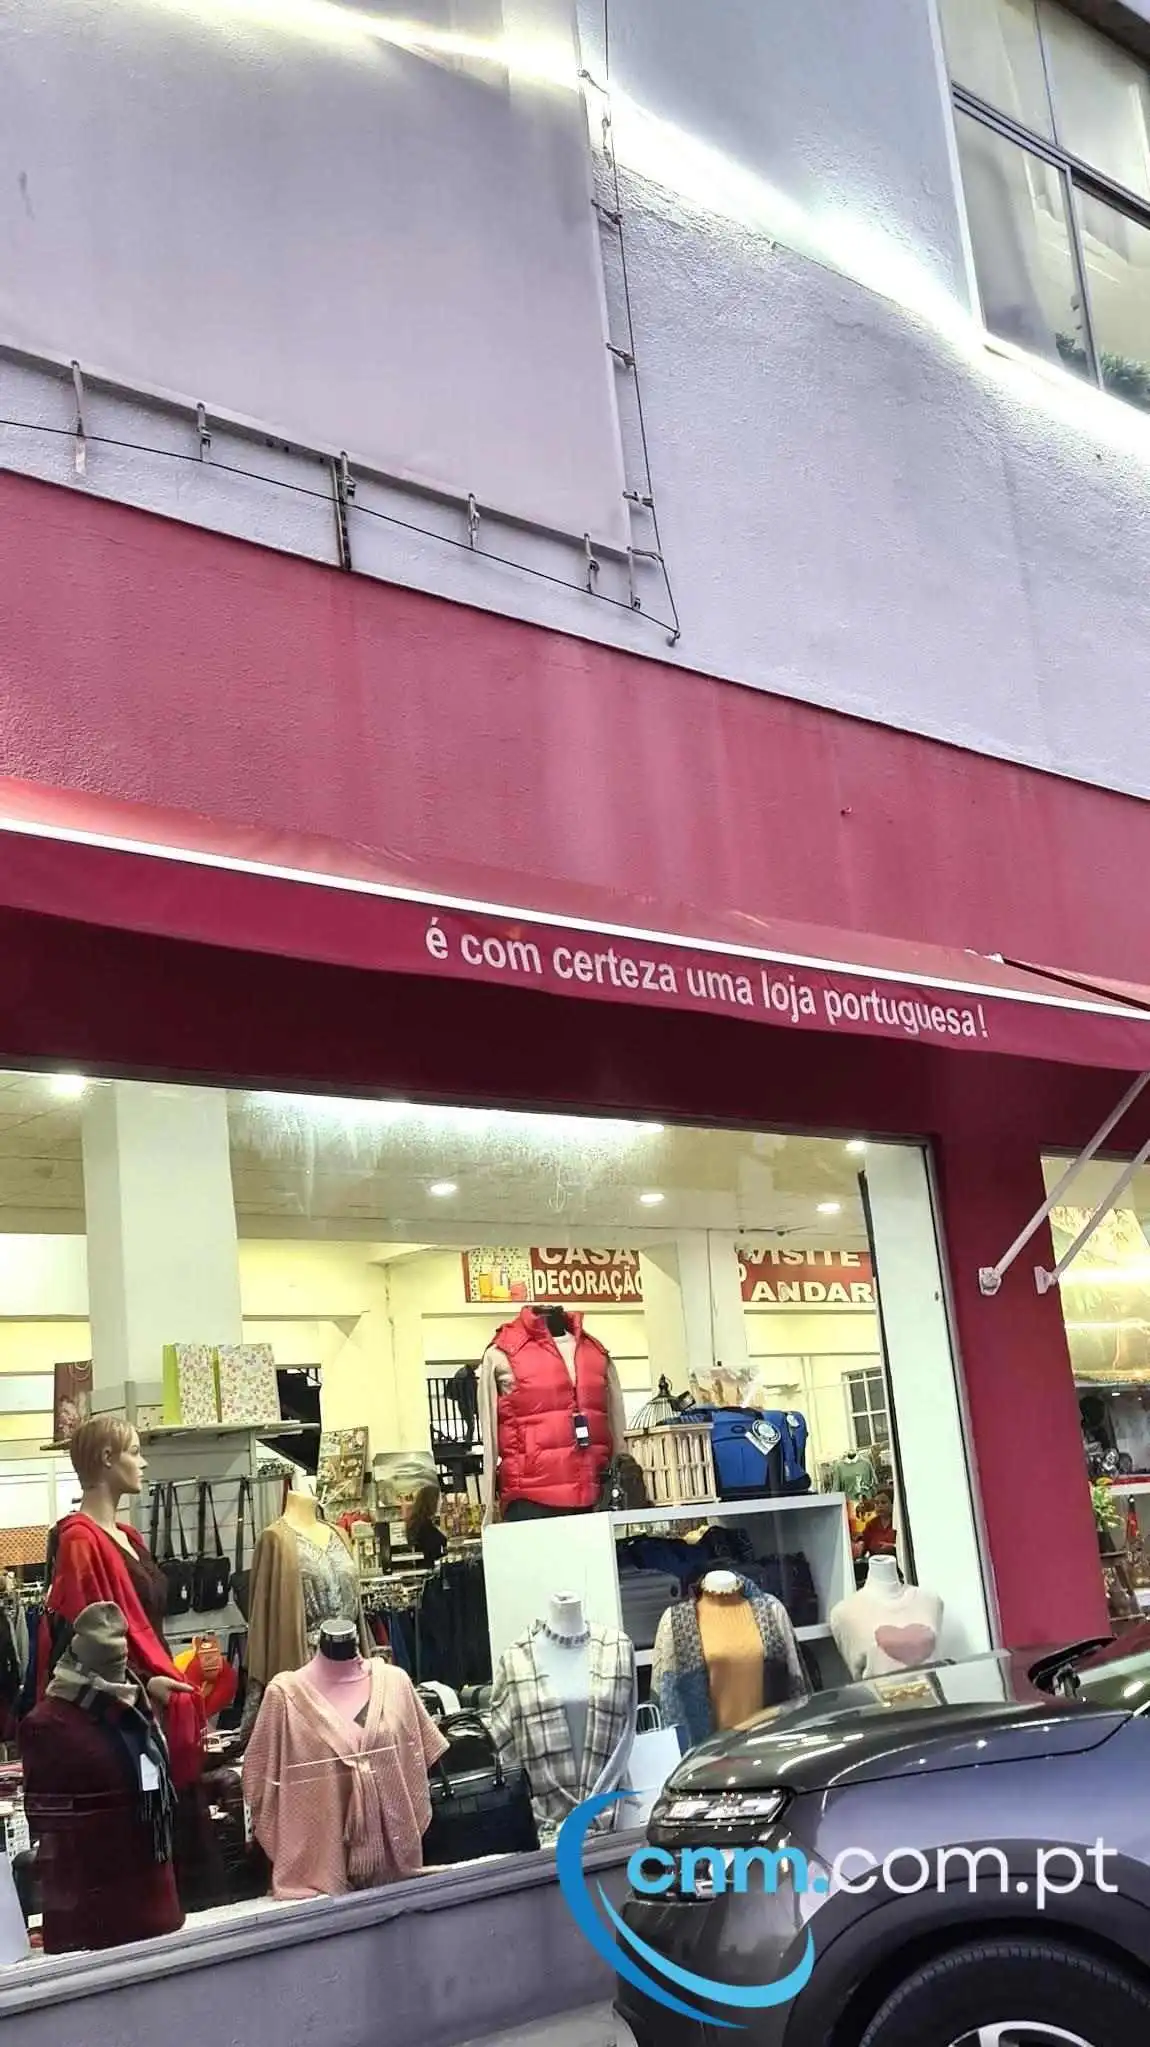 é com certeza uma loja portuguesa!
CASA
DECORAÇÃO
VISITE
O
ANDAR
cnm.com.pt